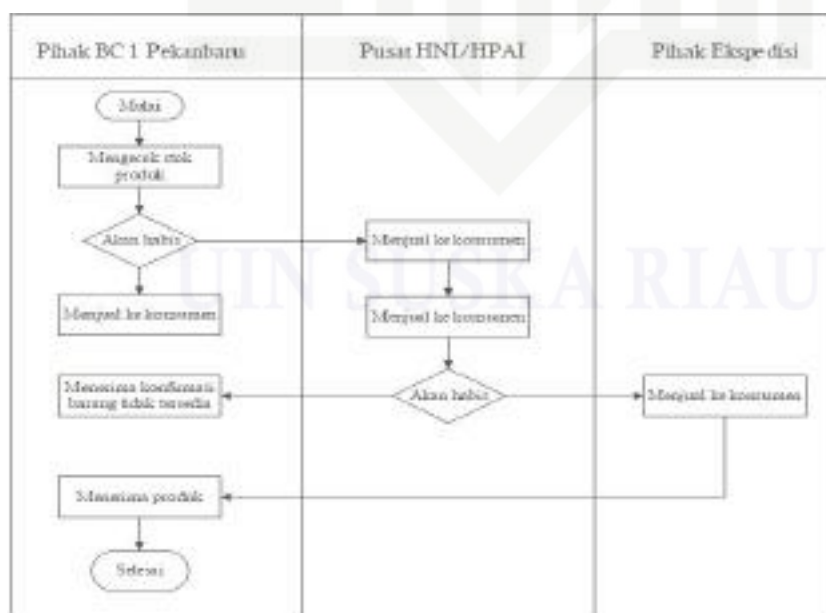 Pihak BC 1 Pekanbaru
Pusat HNI/HPAI
Pihak Ekspedisi
Mulai
Mengecek stok
produk
Akan habis
Menjual ke konsumen
Menjual ke konsumen
Menjual ke konsumen
Akan habis
Menerima konfirmasi
barang tidak tersedia
Menjual ke konsumen
Menerima produk
Selesai
UIN SUSKA RIAU